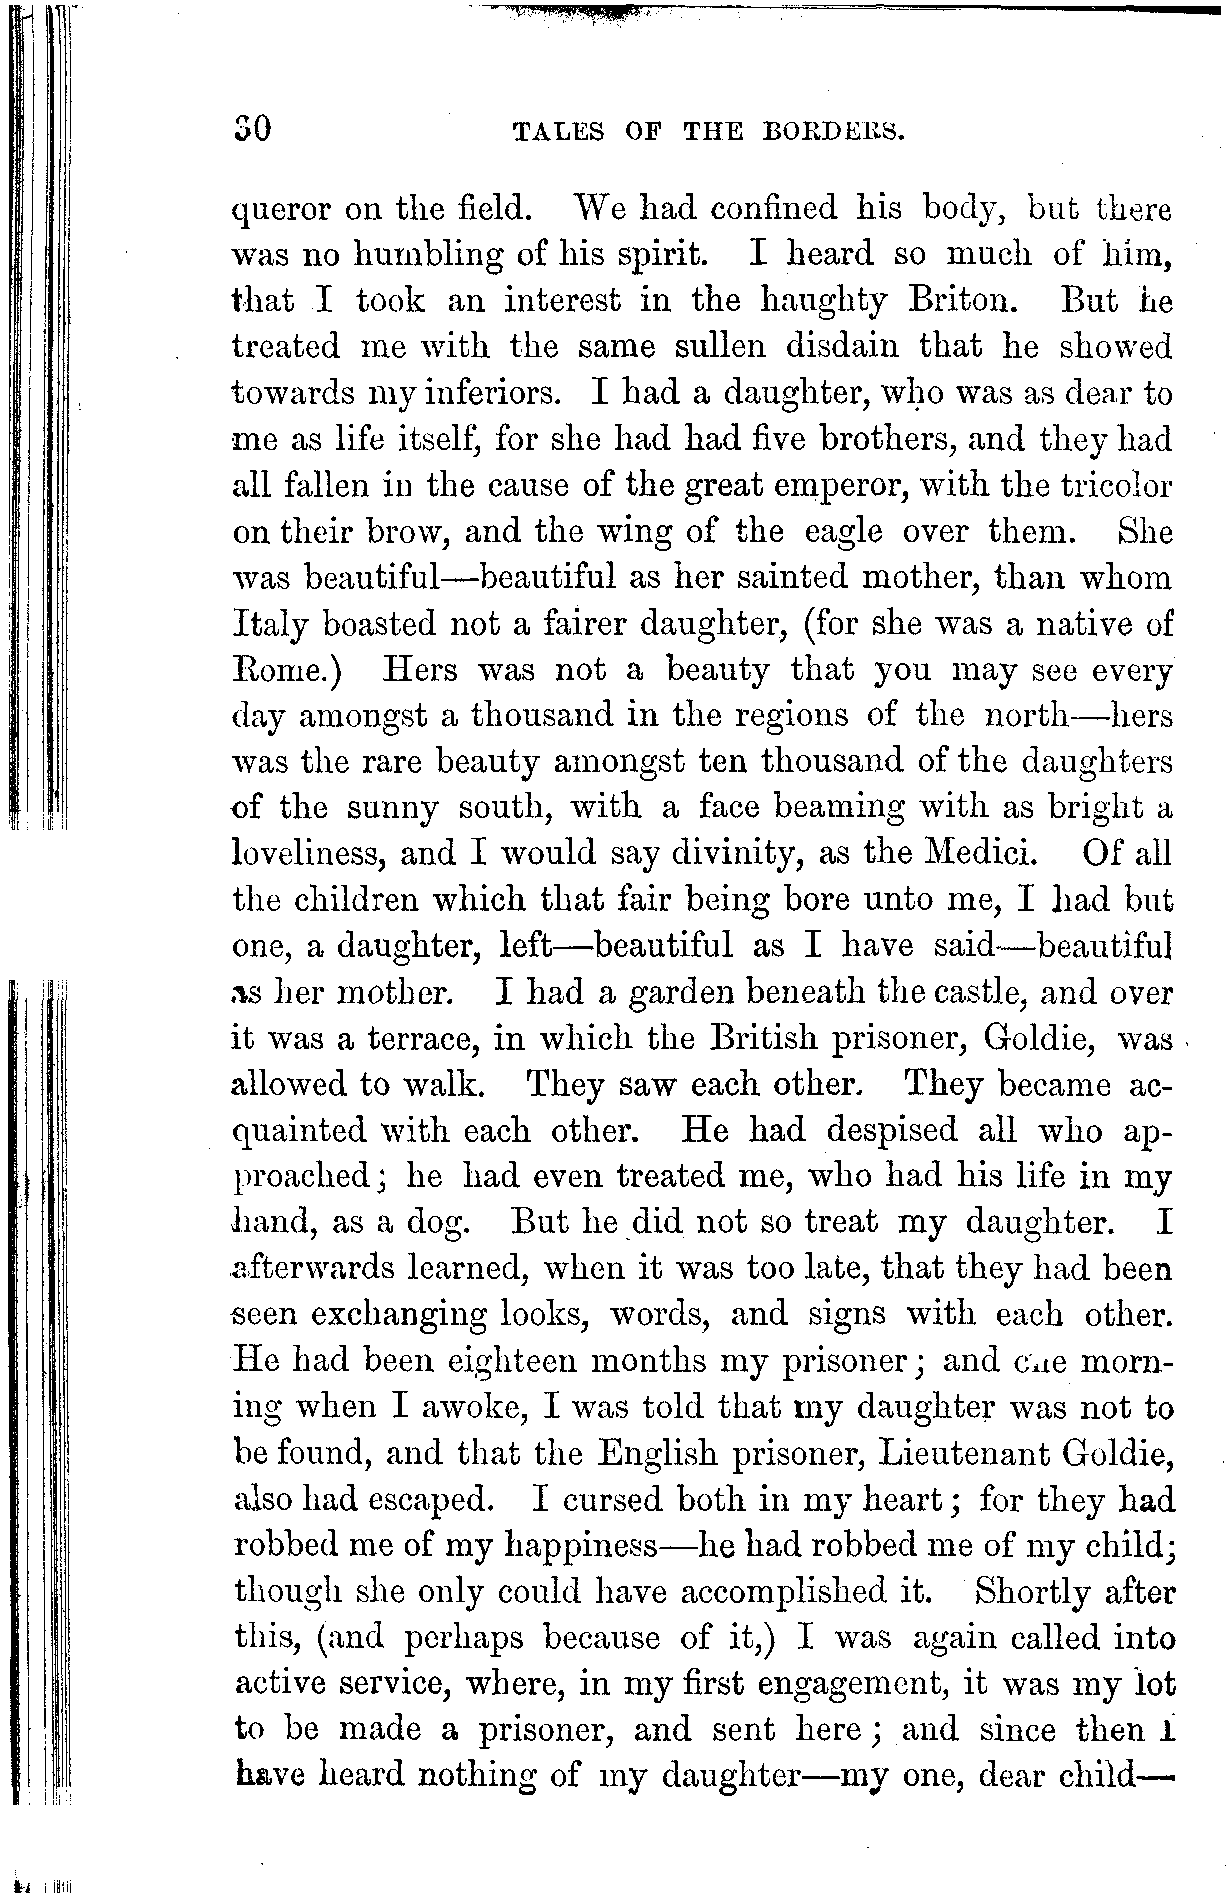 30 TALES OF THE BORDERS.
queror on the field. We had confined his body, but there
was no humbling of his spirit. I heard so much of him,
that I took an interest in the haughty Briton. But he
treated me with the same sullen disdain that he showed
towards my inferiors. I had a daughter, who was as dear to
me as life itself, for she had had five brothers, and they had
all fallen in the cause of the great emperor, with the tricolor
on their brow, and the wing of the eagle over them. She
was beautiful—beautiful as her sainted mother, than whom
Italy boasted not a fairer daughter, (for she was a native of
Rome.) Hers was not a beauty that you may see every
day amongst a thousand in the regions of the north—hers
was the rare beauty amongst ten thousand of the daughters
of the sunny south, with a face beaming with as bright a
loveliness, and I would say divinity, as the Medici. Of all
the children which that fair being bore unto me, I had but
one, a daughter, left—beautiful as I have said—beautiful
as her mother. I had a garden beneath the castle, and over
it was a terrace, in which the British prisoner, Goldie, was
allowed to walk. They saw each other. They became ac-
quainted with each other. He had despised all who ap-
proached; he had even treated me, who had his life in my
hand, as a dog. But he did not so treat my daughter. I
afterwards learned, when it was too late, that they had been
seen exchanging looks, words, and signs with each other.
He had been eighteen months my prisoner; and one morn-
ing when I awoke, I was told that my daughter was not to
be found, and that the English prisoner, Lieutenant Goldie,
also had escaped. I cursed both in my heart; for they had
robbed me of my happiness—he had robbed me of my child;
though she only could have accomplished it. Shortly after
this, (and perhaps because of it,) I was again called into
active service, where, in my first engagement, it was my lot
to be made a prisoner, and sent here; and since then I
have heard nothing of my daughter—my one, dear child—